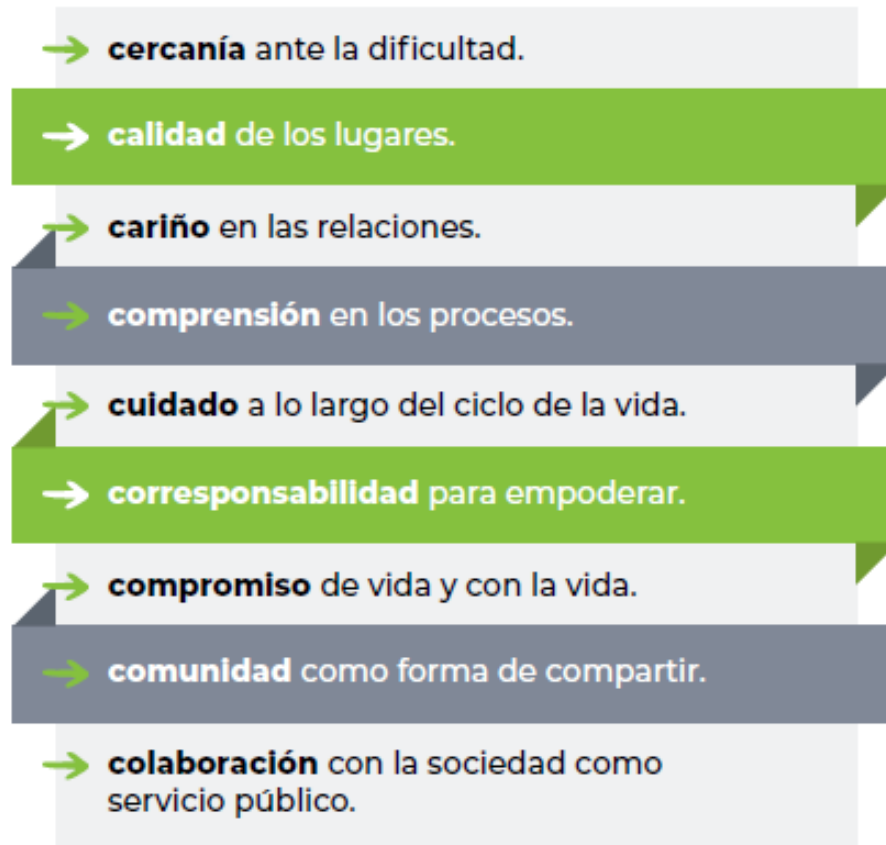 cercanía ante la dificultad.
calidad de los lugares.
cariño en las relaciones.
comprensión en los procesos.
cuidado a lo largo del ciclo de la vida.
corresponsabilidad para empoderar.
compromiso de vida y con la vida.
comunidad como forma de compartir.
colaboración con la sociedad como
servicio público.